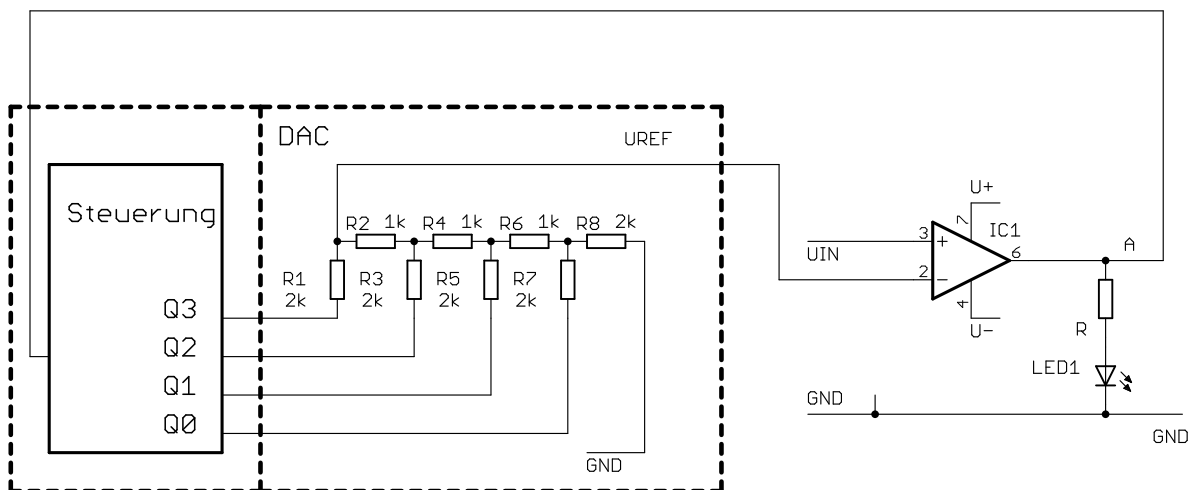 DAC
UREF
Steuerung
R2 1k R4 1k R6 1k R8 2k
R1 R3 R5 R7
2k 2k 2k 2k
Q3
Q2
Q1
Q0
GND
U+
7
IC1
3
+
UIN
2
-
6
A
4
U-
R
LED1
GND
GND